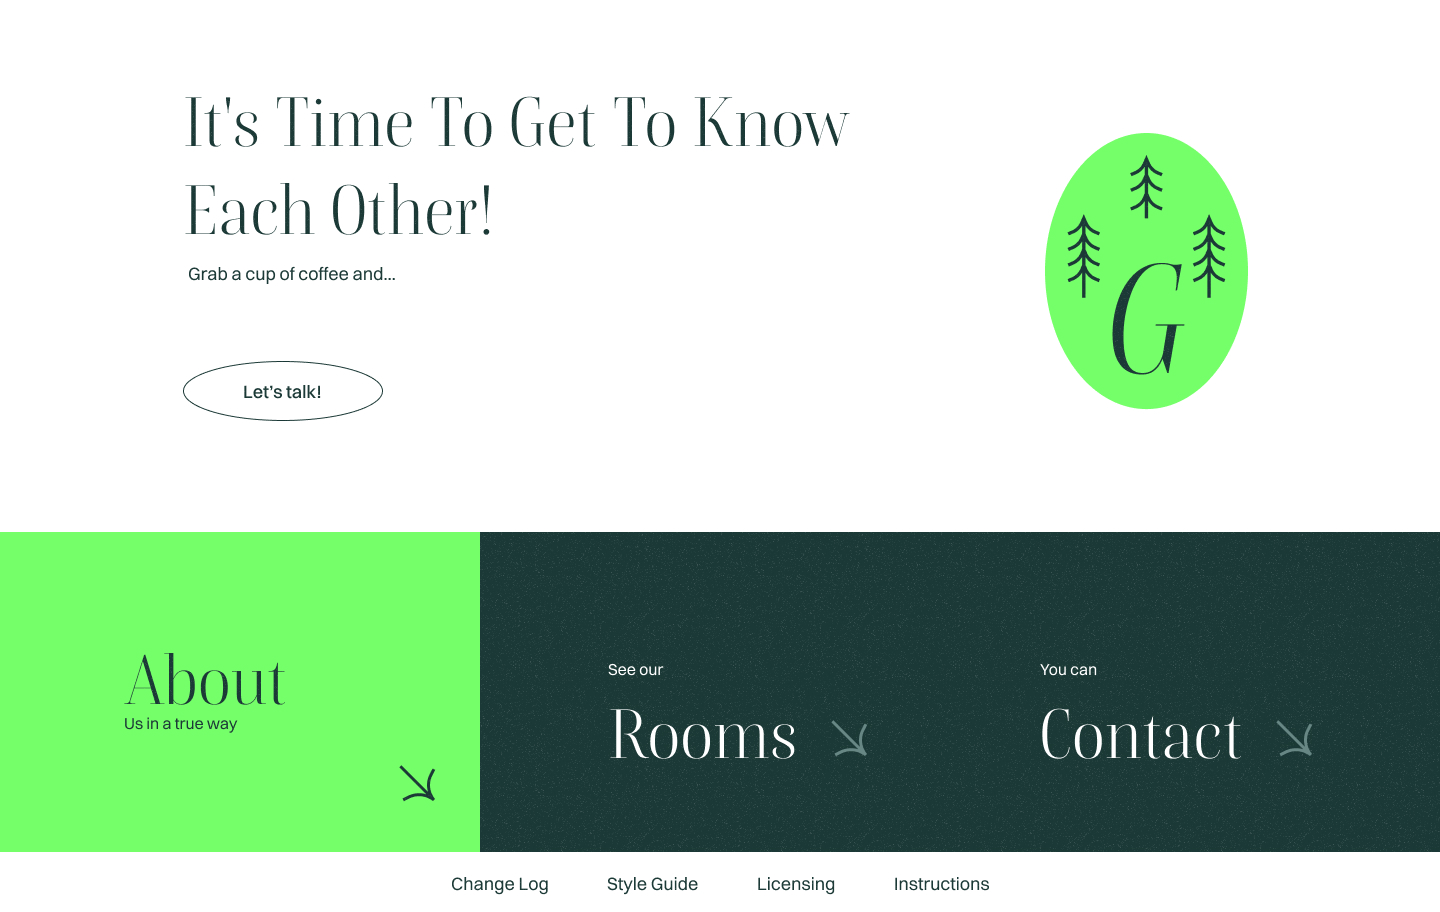 It's Time To Get To Know
Each Other!
Grab a cup of coffee and...
Let’s talk!
G
About
Us in a true way
See our
Rooms
You can
Contact
Change Log
Style Guide
Licensing
Instructions